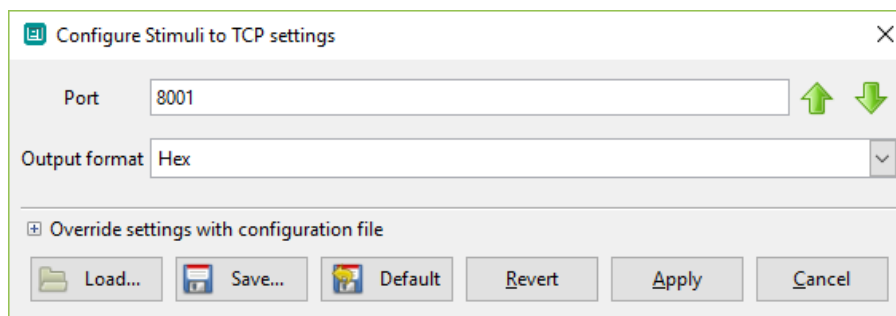 Configure Stimuli to TCP settings
Port 8001
Output format Hex
Override settings with configuration file
Load... Save... Default Revert Apply Cancel